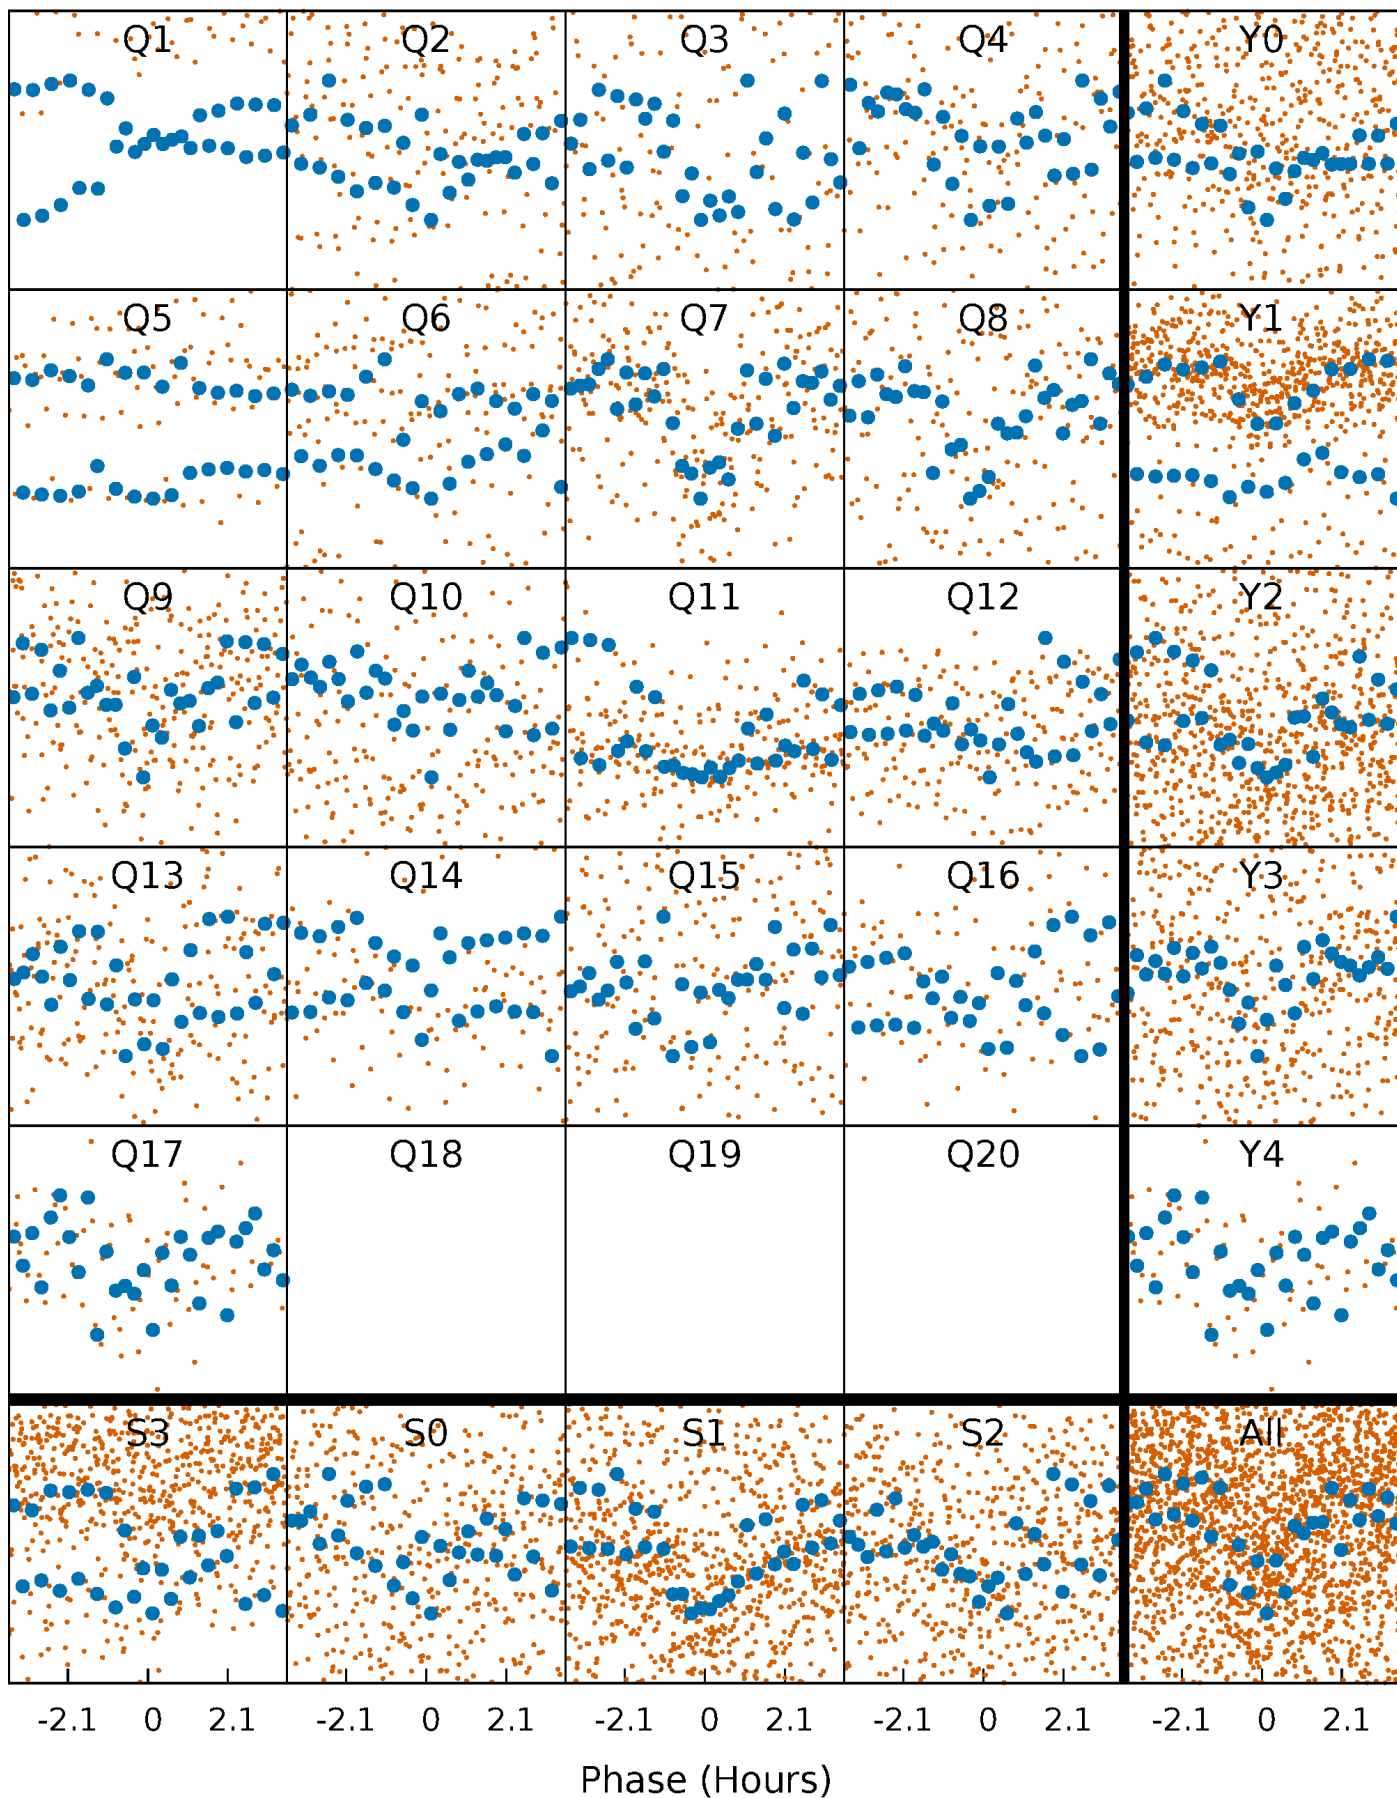 Q1 Q2 Q3 Q4 Y0
Q5 Q6 Q7 Q8 Y1
Q9 Q10 Q11 Q12 Y2
Q13 Q14 Q15 Q16 Y3
Q17 Q18 Q19 Q20 Y4
S3 S0 S1 S2 All
-2.1 0 2.1 -2.1 0 2.1 -2.1 0 2.1 -2.1 0 2.1 -2.1 0 2.1
Phase (Hours)